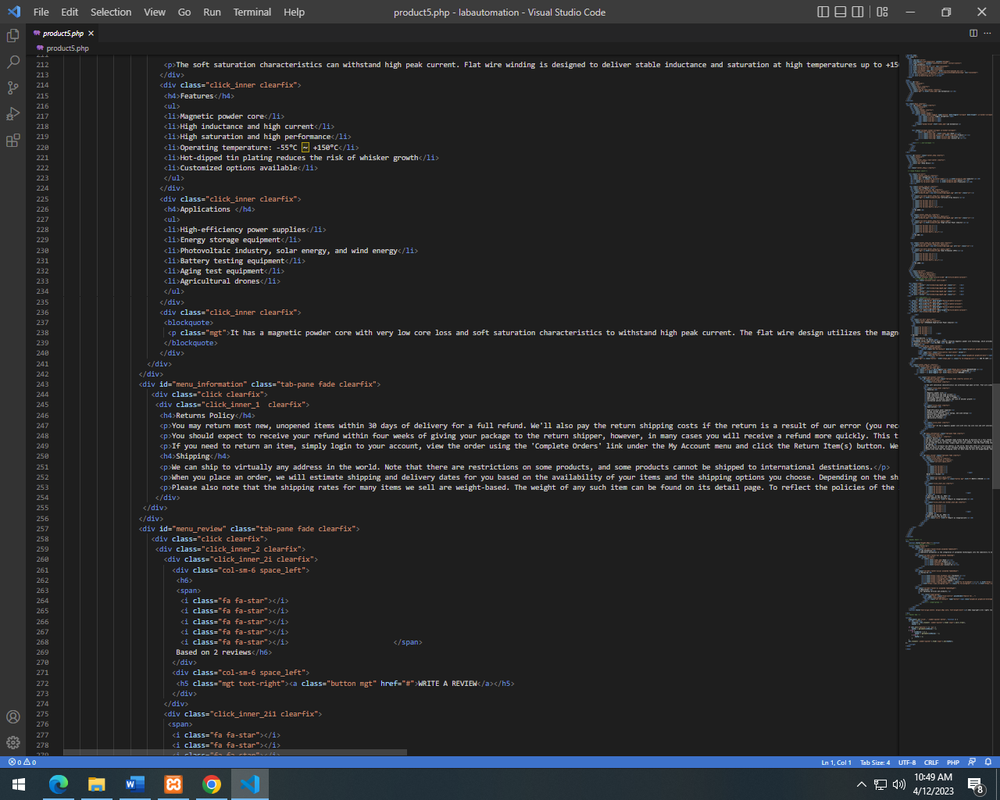 File Edit Selection View Go Run Terminal Help product5.php - labautomation - Visual Studio Code
product5.php
product5.php
211
212 <p>The soft saturation characteristics can withstand high peak current. Flat wire winding is designed to deliver stable inductance and saturation at high temperatures up to +15
213 </div>
214 <div class="click_inner clearfix">
215 <h4>Features</h4>
216 <ul>
217 <li>Magnetic powder core</li>
218 <li>High inductance and high current</li>
219 <li>High saturation and high performance</li>
220 <li>Operating temperature: -55°C ~ +150°C</li>
221 <li>Hot-dipped tin plating reduces the risk of whisker growth</li>
222 <li>Customized options available</li>
223 </ul>
224 </div>
225 <div class="click_inner clearfix">
226 <h4>Applications </h4>
227 <ul>
228 <li>High-efficiency power supplies</li>
229 <li>Energy storage equipment</li>
230 <li>Photovoltaic industry, solar energy, and wind energy</li>
231 <li>Battery testing equipment</li>
232 <li>Aging test equipment</li>
233 <li>Agricultural drones</li>
234 </ul>
235 </div>
236 <div class="click_inner clearfix">
237 <blockquote>
238 <p class="mgt">It has a magnetic powder core with very low core loss and soft saturation characteristics to withstand high peak current. The flat wire design utilizes the magn
239 </blockquote>
240 </div>
241 </div>
242 </div>
243 <div id="menu_information" class="tab-pane fade clearfix">
244 <div class="click clearfix">
245 <div class="click_inner_1  clearfix">
246 <h4>Returns Policy</h4>
247 <p>You may return most new, unopened items within 30 days of delivery for a full refund. We'll also pay the return shipping costs if the return is a result of our error (you rec
248 <p>You should expect to receive your refund within four weeks of giving your package to the return shipper, however, in many cases you will receive a refund more quickly. This t
249 <p>If you need to return an item, simply login to your account, view the order using the 'Complete Orders' link under the My Account menu and click the Return Item(s) button. We
250 <h4>Shipping</h4>
251 <p>We can ship to virtually any address in the world. Note that there are restrictions on some products, and some products cannot be shipped to international destinations.</p>
252 <p>When you place an order, we will estimate shipping and delivery dates for you based on the availability of your items and the shipping options you choose. Depending on the sh
253 <p>Please also note that the shipping rates for many items we sell are weight-based. The weight of any such item can be found on its detail page. To reflect the policies of the
254 </div>
255 </div>
256 </div>
257 <div id="menu_review" class="tab-pane fade clearfix">
258 <div class="click clearfix">
259 <div class="click_inner_2 clearfix">
260 <div class="click_inner_2i clearfix">
261 <div class="col-sm-6 space_left">
262 <h6>
263 <span>
264 <i class="fa fa-star"></i>
265 <i class="fa fa-star"></i>
266 <i class="fa fa-star"></i>
267 <i class="fa fa-star"></i>
268 <i class="fa fa-star"></i> </span>
269 Based on 2 reviews</h6>
270 </div>
271 <div class="col-sm-6 space_left">
272 <h5 class="mgt text-right"><a class="button mgt" href="#">WRITE A REVIEW</a></h5>
273 </div>
274 </div>
275 <div class="click_inner_2i1 clearfix">
276 <span>
277 <i class="fa fa-star"></i>
278 <i class="fa fa-star"></i>
279 <i class="fa fa-star"></i>
0 0 Ln 1, Col 1 Tab Size: 4 UTF-8 CRLF PHP
10:49 AM
4/12/2023
8